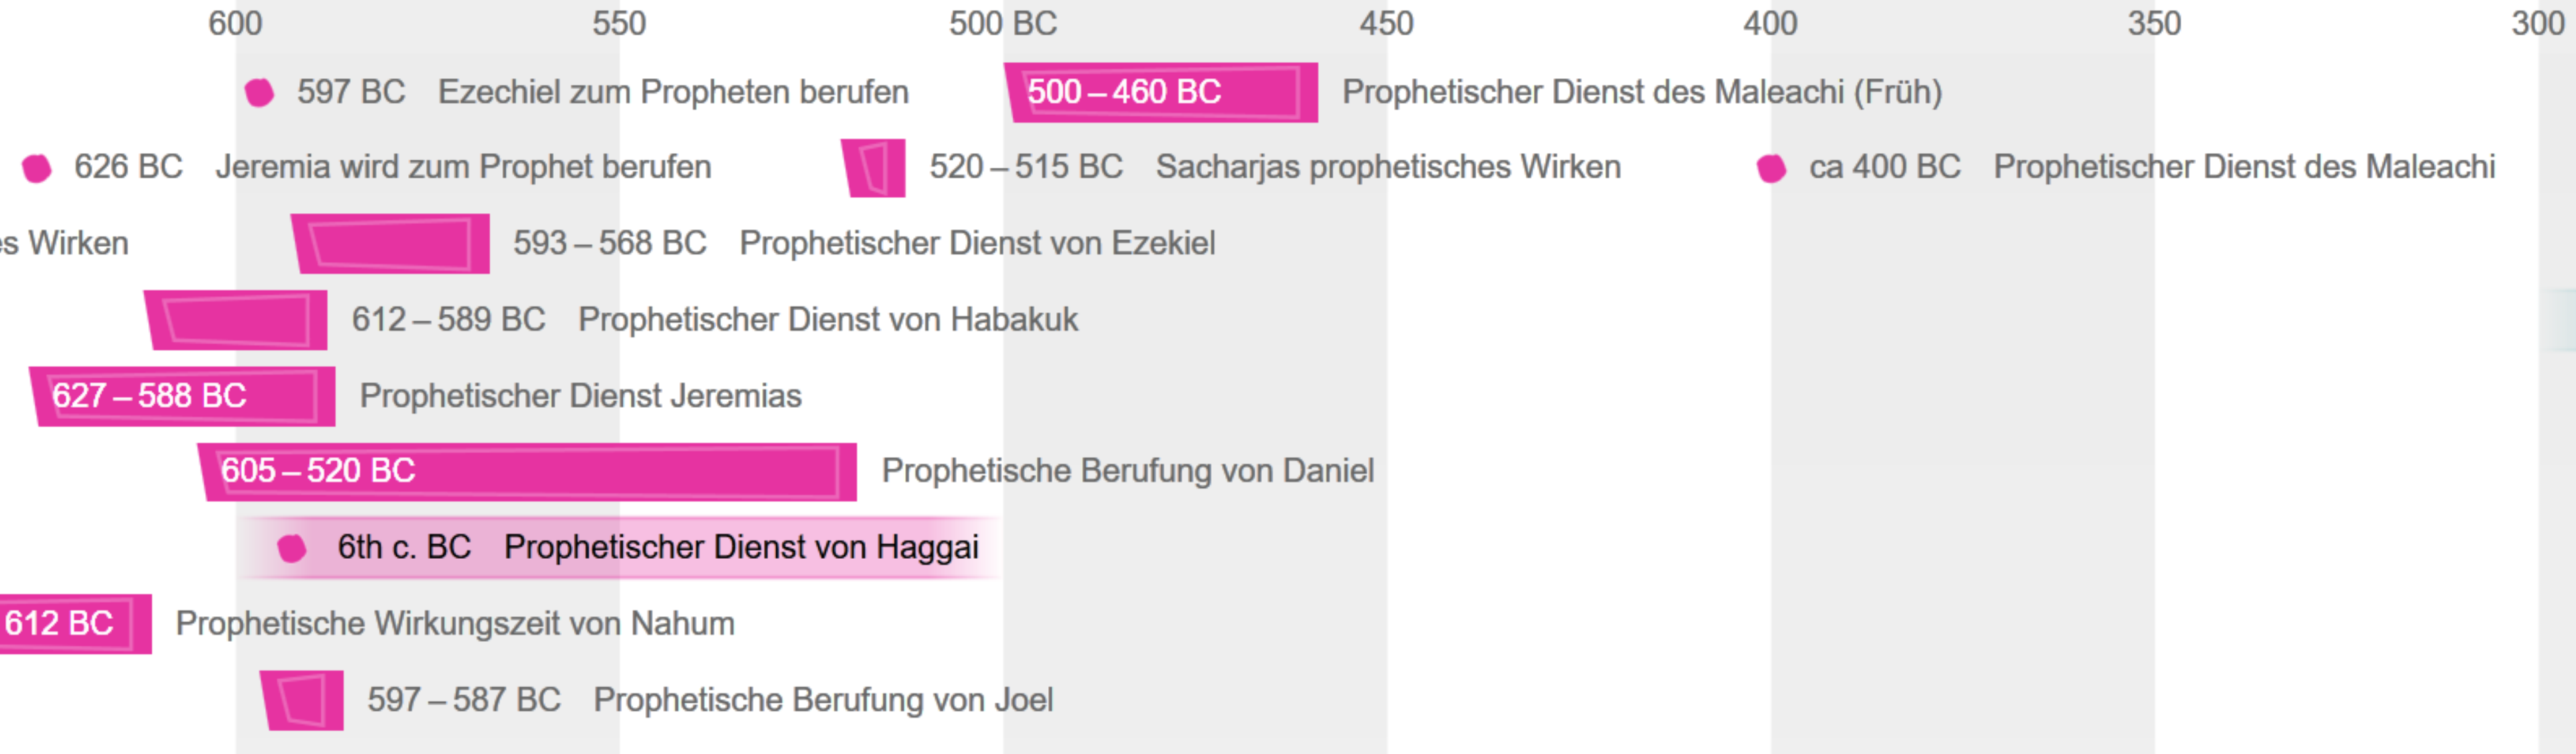 600 550 500 BC 450 400 350 300
597 BC Ezechiel zum Propheten berufen 500 – 460 BC Prophetischer Dienst des Maleachi (Früh)
626 BC Jeremia wird zum Prophet berufen 520 – 515 BC Sacharjas prophetisches Wirken ca 400 BC Prophetischer Dienst des Maleachi
es Wirken 593 – 568 BC Prophetischer Dienst von Ezekiel
612 – 589 BC Prophetischer Dienst von Habakuk
627 – 588 BC Prophetischer Dienst Jeremias
605 – 520 BC Prophetische Berufung von Daniel
6th c. BC Prophetischer Dienst von Haggai
612 BC Prophetische Wirkungszeit von Nahum
597 – 587 BC Prophetische Berufung von Joel